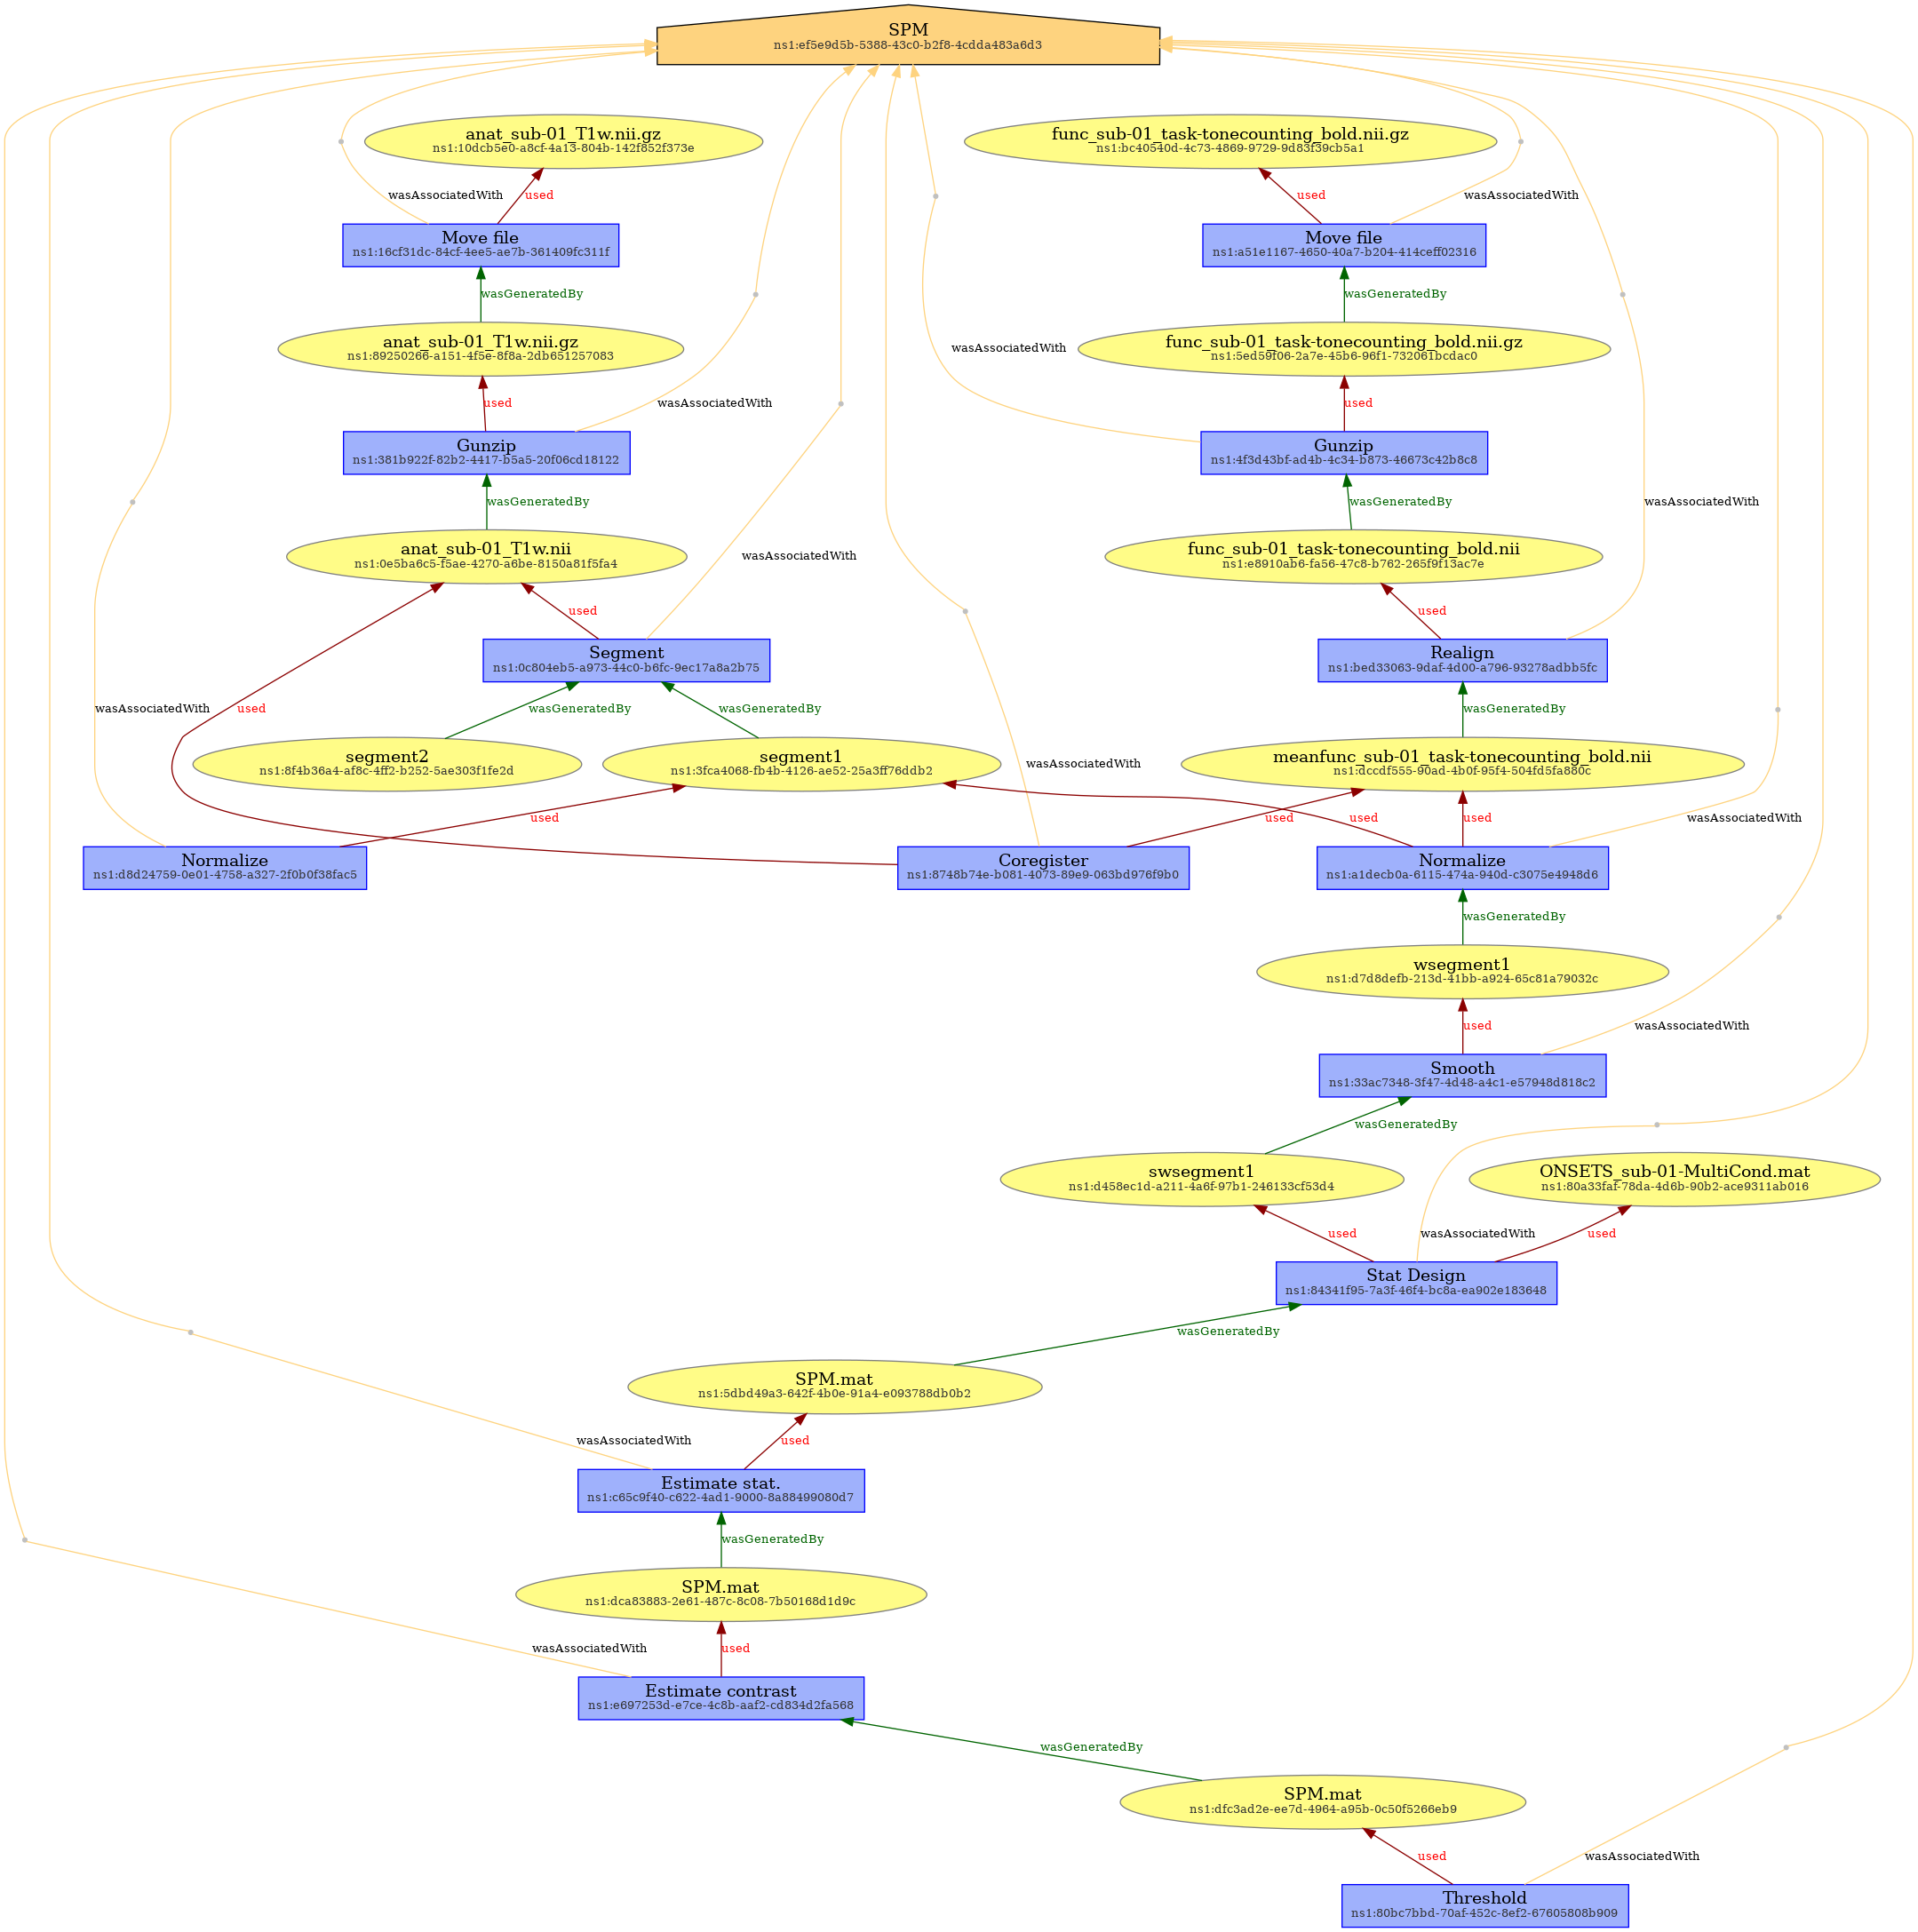 SPM
ns1:ef5e9d5b-5388-43c0-b2f8-4cdda483a6d3
anat_sub-01_T1w.nii.gz
ns1:10dcb5e0-a8cf-4a13-804b-142f852f373e
func_sub-01_task-tonecounting_bold.nii.gz
ns1:bc40540d-4c73-4869-9729-9d83f39cb5a1
wasAssociatedWith
used
used
wasAssociatedWith
Move file
ns1:16cf31dc-84cf-4ee5-ae7b-361409fc311f
Move file
ns1:a51e1167-4650-40a7-b204-414ceff02316
wasGeneratedBy
wasGeneratedBy
anat_sub-01_T1w.nii.gz
ns1:89250266-a151-4f5e-8f8a-2db651257083
wasAssociatedWith
func_sub-01_task-tonecounting_bold.nii.gz
ns1:5ed59f06-2a7e-45b6-96f1-732061bcdac0
used
wasAssociatedWith
used
Gunzip
ns1:381b922f-82b2-4417-b5a5-20f06cd18122
Gunzip
ns1:4f3d43bf-ad4b-4c34-b873-46673c42b8c8
wasGeneratedBy
wasGeneratedBy
wasAssociatedWith
anat_sub-01_T1w.nii
ns1:0e5ba6c5-f5ae-4270-a6be-8150a81f5fa4
wasAssociatedWith
func_sub-01_task-tonecounting_bold.nii
ns1:e8910ab6-fa56-47c8-b762-265f9f13ac7e
used
used
Segment
ns1:0c804eb5-a973-44c0-b6fc-9ec17a8a2b75
Realign
ns1:bed33063-9daf-4d00-a796-93278adbb5fc
wasAssociatedWith
used
wasGeneratedBy
wasGeneratedBy
wasGeneratedBy
segment2
ns1:8f4b36a4-af8c-4ff2-b252-5ae303f1fe2d
segment1
ns1:3fca4068-fb4b-4126-ae52-25a3ff76ddb2
wasAssociatedWith
meanfunc_sub-01_task-tonecounting_bold.nii
ns1:dccdf555-90ad-4b0f-95f4-504fd5fa880c
used
used
used
used
wasAssociatedWith
Normalize
ns1:d8d24759-0e01-4758-a327-2f0b0f38fac5
Coregister
ns1:8748b74e-b081-4073-89e9-063bd976f9b0
Normalize
ns1:a1decb0a-6115-474a-940d-c3075e4948d6
wasGeneratedBy
wsegment1
ns1:d7d8defb-213d-41bb-a924-65c81a79032c
used
wasAssociatedWith
Smooth
ns1:33ac7348-3f47-4d48-a4c1-e57948d818c2
wasGeneratedBy
swsegment1
ns1:d458ec1d-a211-4a6f-97b1-246133cf53d4
ONSETS_sub-01-MultiCond.mat
ns1:80a33faf-78da-4d6b-90b2-ace9311ab016
used
wasAssociatedWith
used
Stat Design
ns1:84341f95-7a3f-46f4-bc8a-ea902e183648
wasGeneratedBy
SPM.mat
ns1:5dbd49a3-642f-4b0e-91a4-e093788db0b2
wasAssociatedWith
used
Estimate stat.
ns1:c65c9f40-c622-4ad1-9000-8a88499080d7
wasGeneratedBy
SPM.mat
ns1:dca83883-2e61-487c-8c08-7b50168d1d9c
wasAssociatedWith
used
Estimate contrast
ns1:e697253d-e7ce-4c8b-aaf2-cd834d2fa568
wasGeneratedBy
SPM.mat
ns1:dfc3ad2e-ee7d-4964-a95b-0c50f5266eb9
used
wasAssociatedWith
Threshold
ns1:80bc7bbd-70af-452c-8ef2-67605808b909